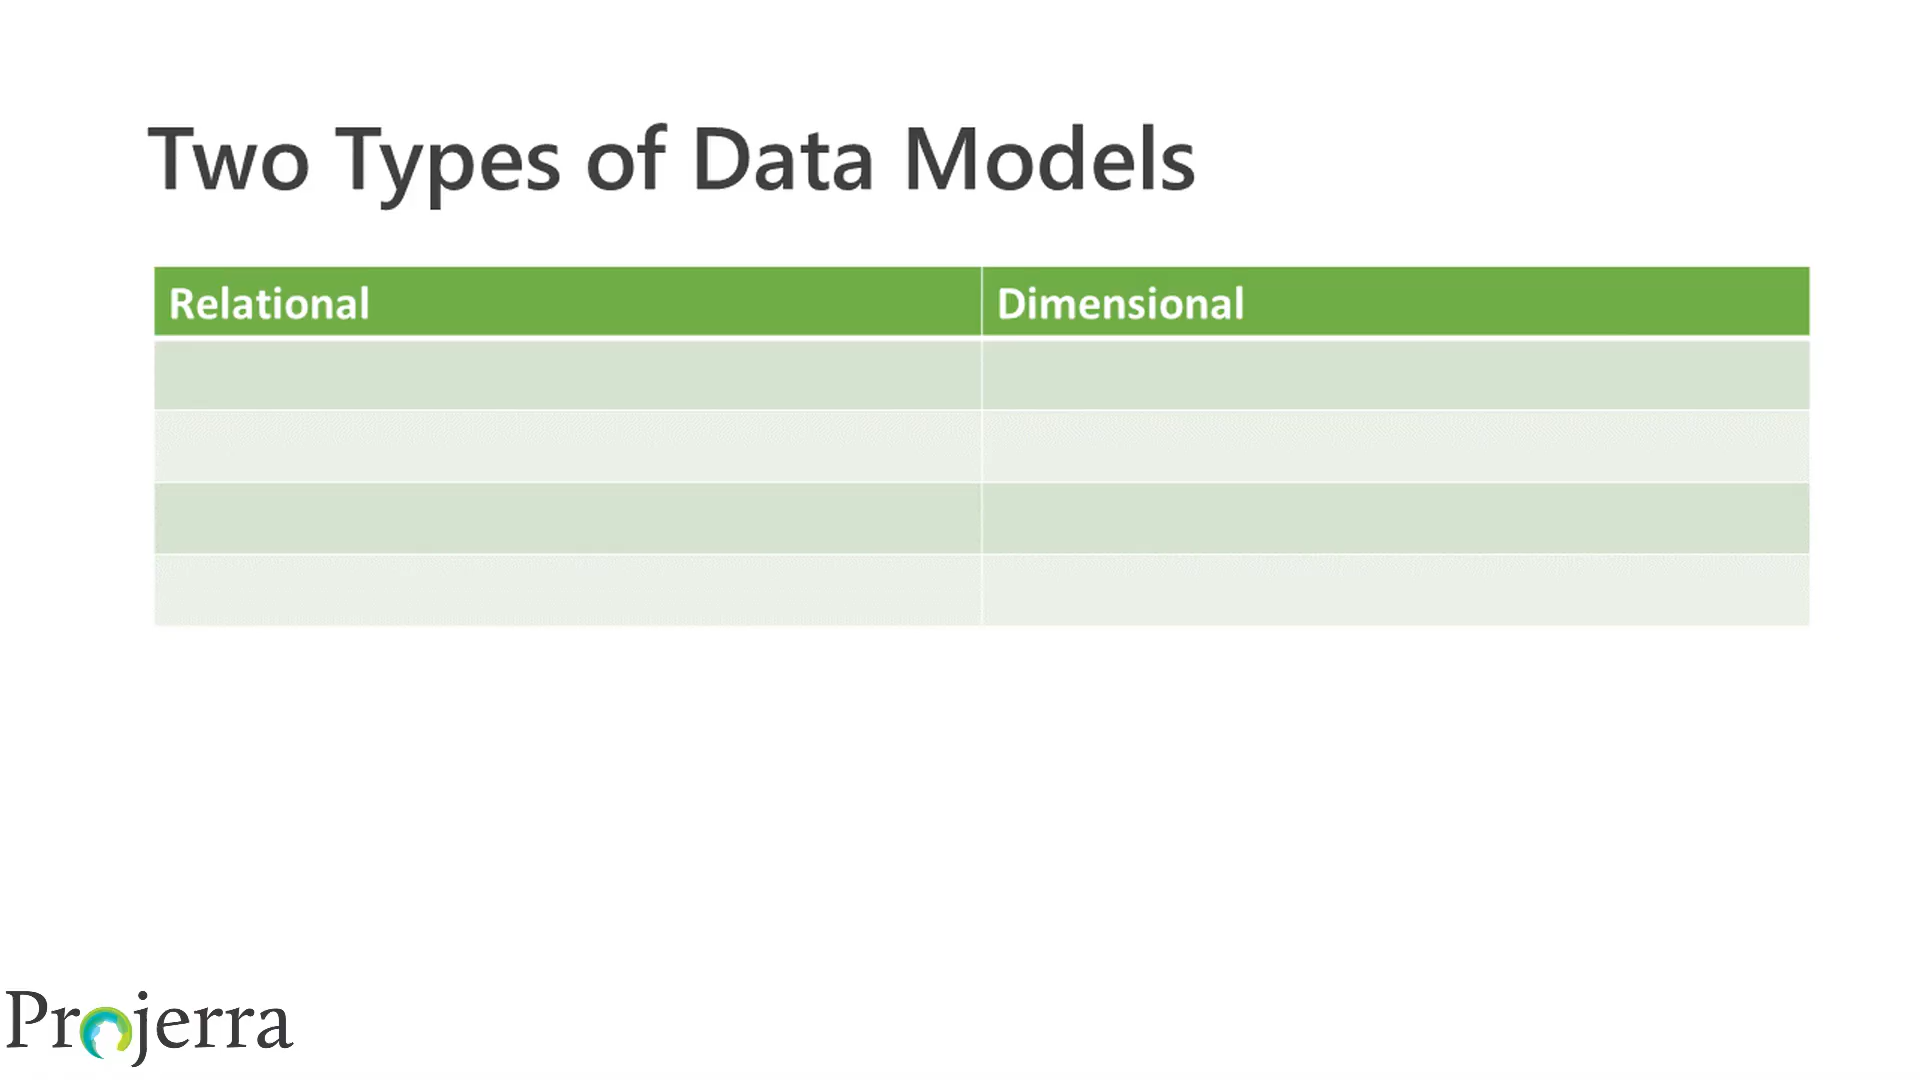 Two Types of Data Models
Relational
Dimensional
Projerra